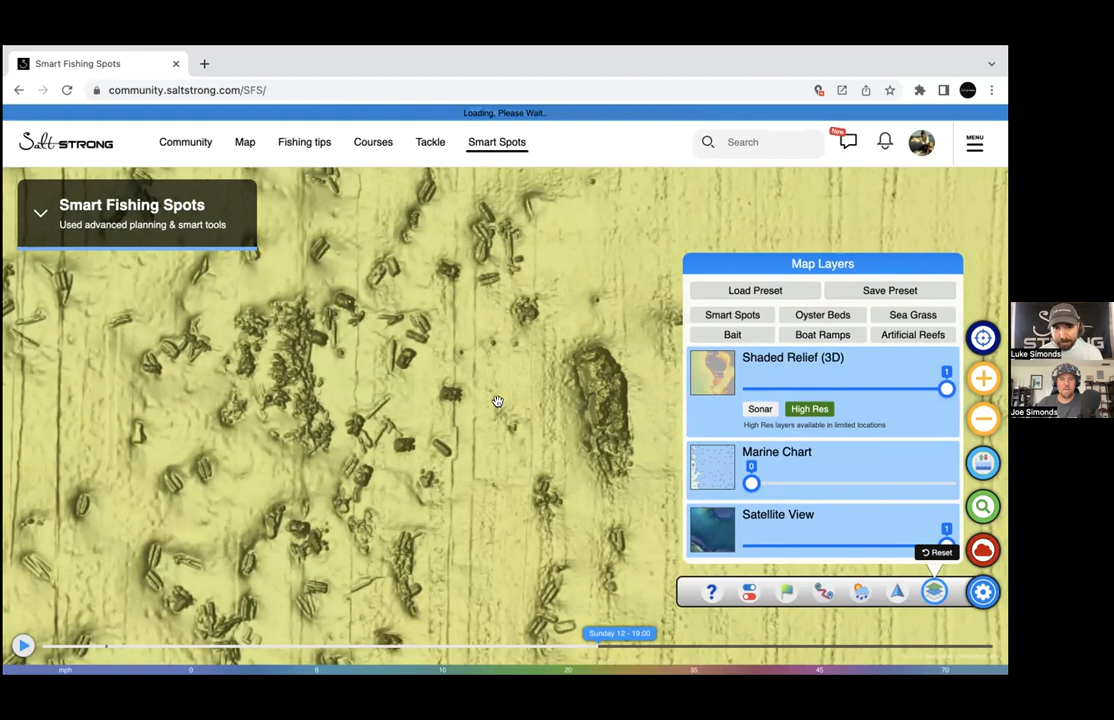 Smart Fishing Spots
community.saltstrong.com/SFS/
Loading, Please Wait..
Salt STRONG
Community
Map
Fishing tips
Courses
Tackle
Smart Spots
Search
New
MENU
Smart Fishing Spots
Used advanced planning & smart tools
Map Layers
Load Preset
Save Preset
Smart Spots
Oyster Beds
Sea Grass
Bait
Boat Ramps
Artificial Reefs
Shaded Relief (3D)
1
Sonar
High Res
High Res layers available in limited locations
Marine Chart
0
Satellite View
1
Reset
?
Luke Simonds
Joe Simonds
Sunday 12 - 19:00
mph
0
6
10
20
35
45
70